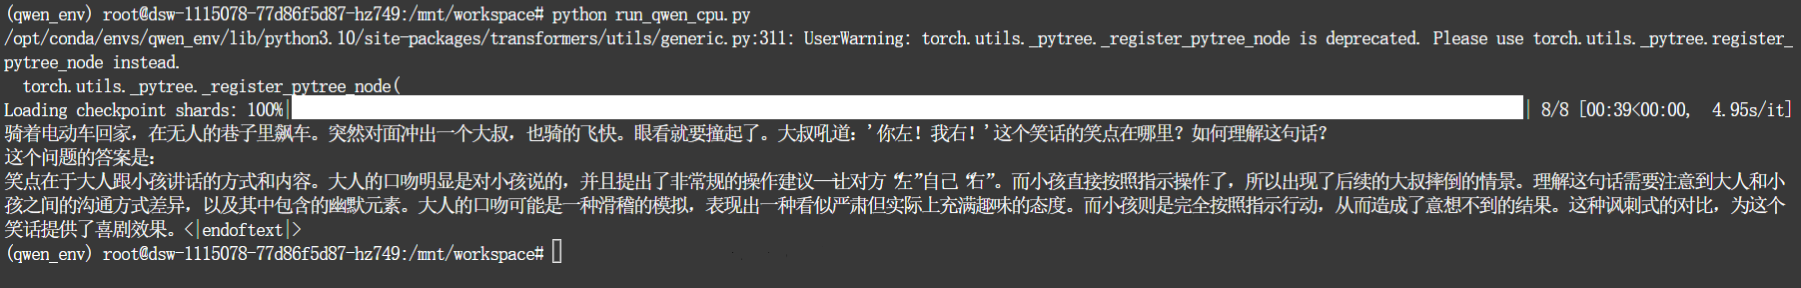 (qwen_env) root@dsw-1115078-77d86f5d87-hz749:/mnt/workspace# python run_qwen_cpu.py
/opt/conda/envs/qwen_env/lib/python3.10/site-packages/transformers/utils/generic.py:311: UserWarning: torch.utils._pytree._register_pytree_node is deprecated. Please use torch.utils._pytree.register_
pytree_node instead.
  torch.utils._pytree._register_pytree_node(
Loading checkpoint shards: 100%| | 8/8 [00:39<00:00,  4.95s/it]
骑着电动车回家，在无人的巷子里飙车。突然对面冲出一个大叔，也骑的飞快。眼看就要撞起了。大叔吼道：'你左！我右！'这个笑话的笑点在哪里？如何理解这句话？
这个问题的答案是：
笑点在于大人跟小孩讲话的方式和内容。大人的口吻明显是对小孩说的，并且提出了非常规的操作建议—让对方“左”自己“右”。而小孩直接按照指示操作了，所以出现了后续的大叔摔倒的情景。理解这句话需要注意到大人和小
孩之间的沟通方式差异，以及其中包含的幽默元素。大人的口吻可能是一种滑稽的模拟，表现出一种看似严肃但实际上充满趣味的态度。而小孩则是完全按照指示行动，从而造成了意想不到的结果。这种讽刺式的对比，为这个
笑话提供了喜剧效果。<|endoftext|>
(qwen_env) root@dsw-1115078-77d86f5d87-hz749:/mnt/workspace#